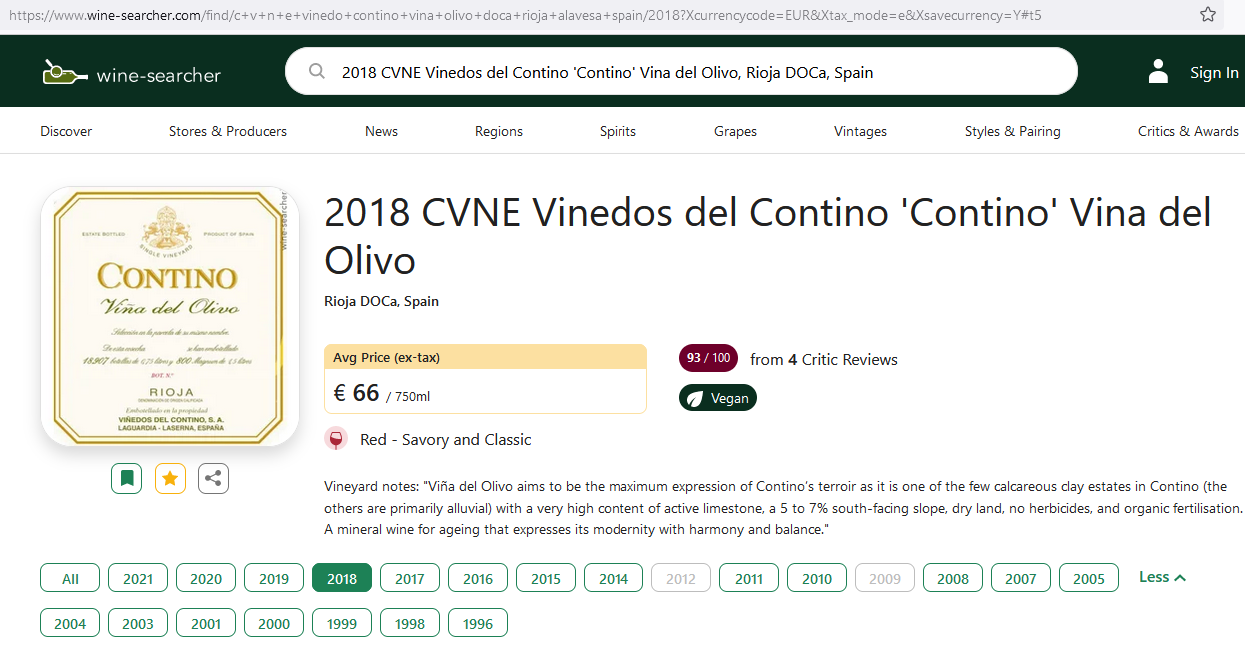 https://www.wine-searcher.com/find/c+v+n+e+vinedo+contino+vina+olivo+doca+rioja+alavesa+spain/2018?Xcurrencycode=EUR&Xtax_mode=e&Xsavecurrency=Y#t5
wine-searcher
2018 CVNE Vinedos del Contino 'Contino' Vina del Olivo, Rioja DOCa, Spain
Sign In
Discover
Stores & Producers
News
Regions
Spirits
Grapes
Vintages
Styles & Pairing
Critics & Awards
wine-searcher
ESTATE BOTTLED
PRODUCT OF SPAIN
SINGLE VINEYARD
CONTINO
Viña del Olivo
Selección en la parcela de su mismo nombre.
De esta cosecha se han embotellado
18.907 botellas de 0,75 litros y 800 Magnum de 1,5 litros
BOT. Nº
RIOJA
DENOMINACIÓN DE ORIGEN CALIFICADA
Embotellado en la propiedad
VIÑEDOS DEL CONTINO, S. A.
LAGUARDIA - LASERNA, ESPAÑA
2018 CVNE Vinedos del Contino 'Contino' Vina del
Olivo
Rioja DOCa, Spain
Avg Price (ex-tax)
€ 66 / 750ml
93 / 100 from 4 Critic Reviews
Vegan
Red - Savory and Classic
Vineyard notes: "Viña del Olivo aims to be the maximum expression of Contino’s terroir as it is one of the few calcareous clay estates in Contino (the
others are primarily alluvial) with a very high content of active limestone, a 5 to 7% south-facing slope, dry land, no herbicides, and organic fertilisation.
A mineral wine for ageing that expresses its modernity with harmony and balance."
All 2021 2020 2019 2018 2017 2016 2015 2014 2012 2011 2010 2009 2008 2007 2005 Less
2004 2003 2001 2000 1999 1998 1996